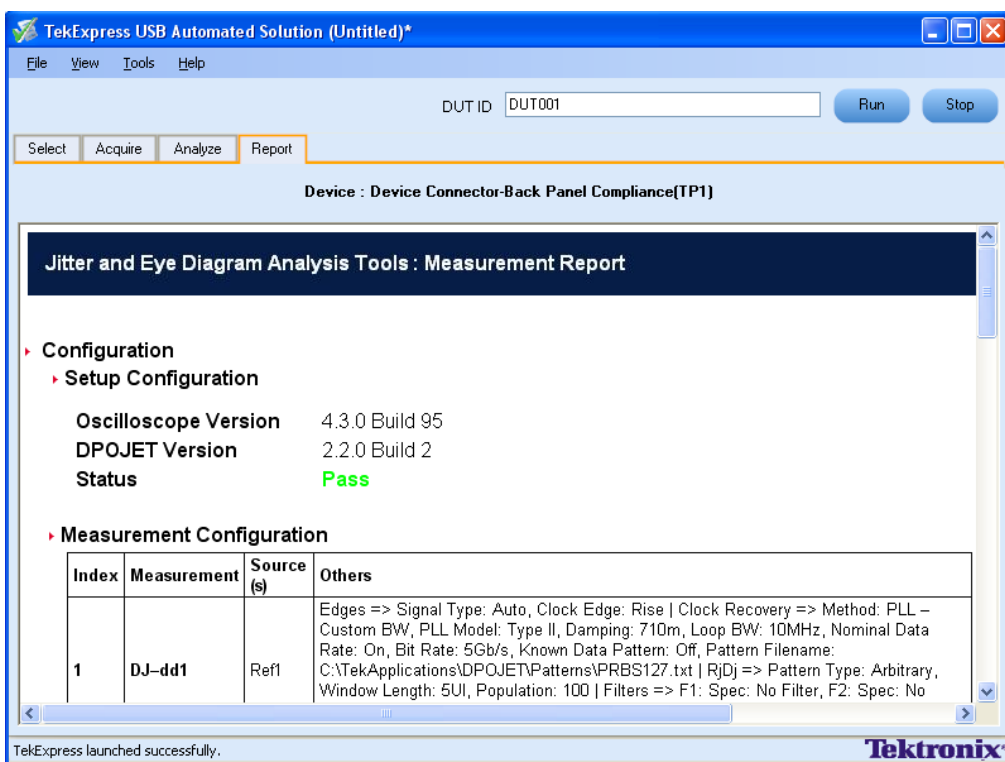 TekExpress USB Automated Solution (Untitled)*
File View Tools Help
DUT ID DUT001 Run Stop
Select Acquire Analyze Report
Device : Device Connector-Back Panel Compliance(TP1)
Jitter and Eye Diagram Analysis Tools : Measurement Report
Configuration
Setup Configuration
Oscilloscope Version 4.3.0 Build 95
DPOJET Version 2.2.0 Build 2
Status Pass
Measurement Configuration
Index Measurement Source (s) Others
Edges => Signal Type: Auto, Clock Edge: Rise | Clock Recovery => Method: PLL –
Custom BW, PLL Model: Type II, Damping: 710m, Loop BW: 10MHz, Nominal Data
Rate: On, Bit Rate: 5Gb/s, Known Data Pattern: Off, Pattern Filename:
1 DJ–dd1 Ref1 C:\TekApplications\DPOJET\Patterns\PRBS127.txt | RjDj => Pattern Type: Arbitrary,
Window Length: 5UI, Population: 100 | Filters => F1: Spec: No Filter, F2: Spec: No
TekExpress launched successfully.
Tektronix